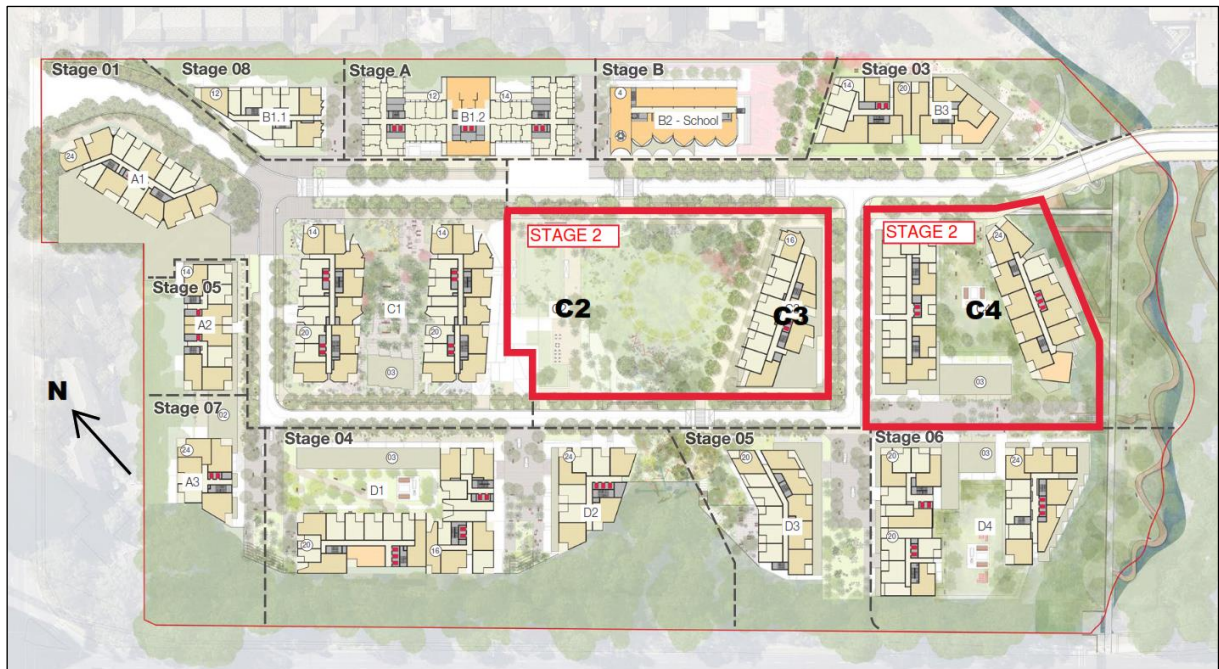 Stage 01
Stage 08
Stage A
Stage B
Stage 03
12
B1.1
12
B1.2
14
4
B2 - School
14
20
B3
24
A1
STAGE 2
STAGE 2
14
14
16
24
Stage 05
14
A2
C1
C2
C3
C4
20
20
03
03
N
Stage 07
02
24
A3
Stage 04
03
D1
20
16
24
D2
Stage 05
20
D3
Stage 06
20
03
24
D4
20